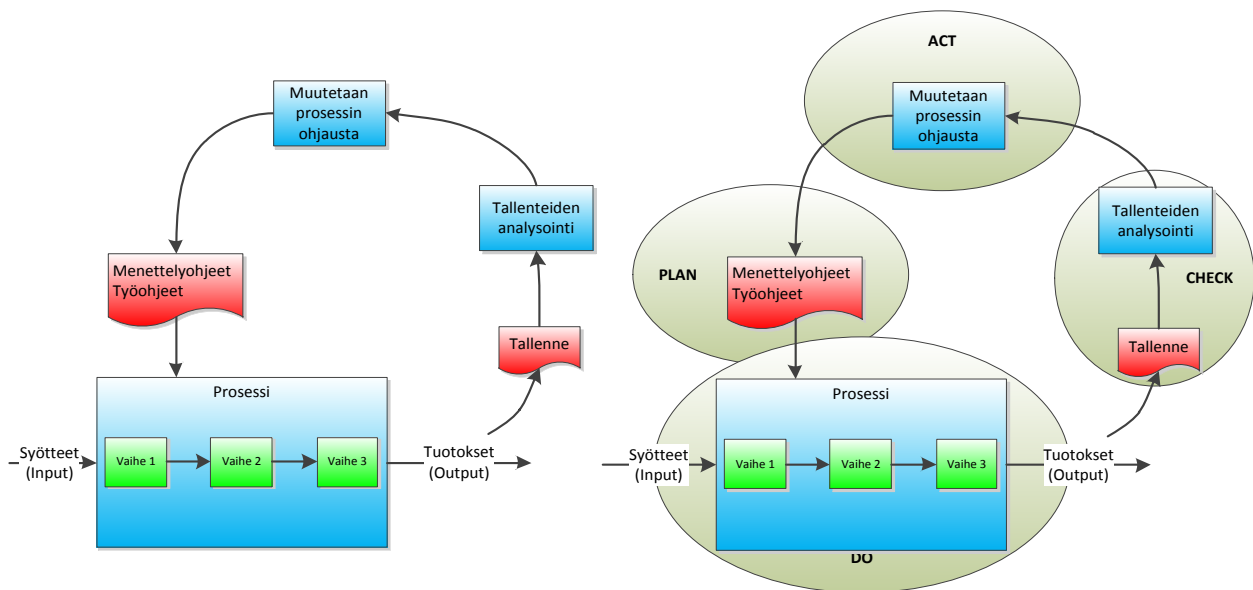 Muutetaan
prosessin
ohjausta
Tallenteiden
analysointi
Menettelyohjeet
Työohjeet
Tallenne
Prosessi
Syötteet
(Input)
Vaihe 1
Vaihe 2
Vaihe 3
Tuotokset
(Output)
ACT
Muutetaan
prosessin
ohjausta
Tallenteiden
analysointi
CHECK
PLAN
Menettelyohjeet
Työohjeet
Tallenne
Prosessi
Syötteet
(Input)
Vaihe 1
Vaihe 2
Vaihe 3
Tuotokset
(Output)
DO